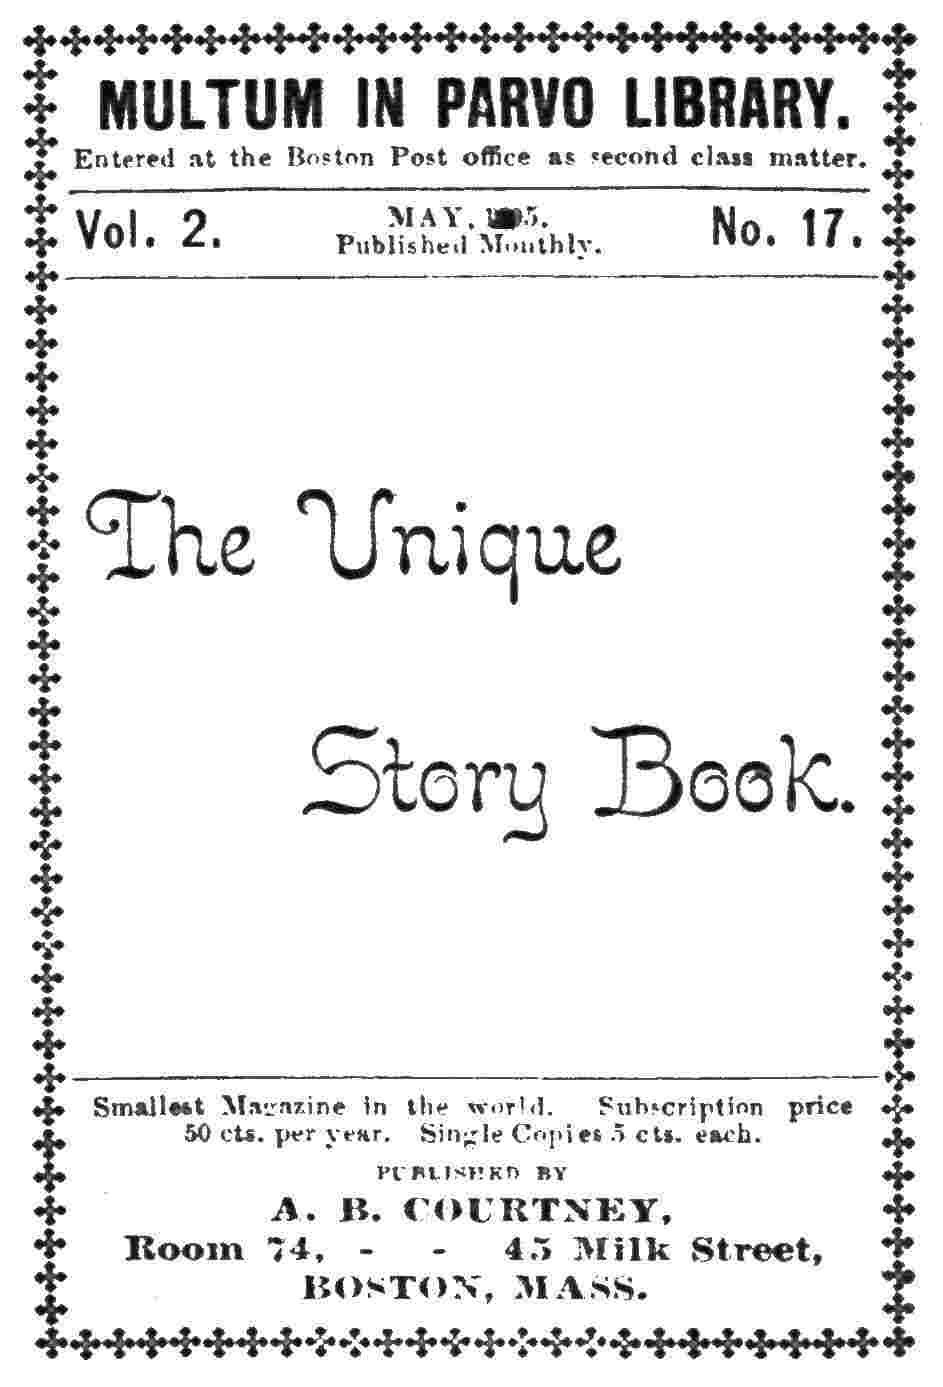 MULTUM IN PARVO LIBRARY.
Entered at the Boston Post office as second class matter.
Vol. 2.
MAY,
Published Monthly.
No. 17.
The Unique
Story Book.
Smallest Magazine in the world. Subscription price
50 cts. per year. Single Copies 5 cts. each.
PUBLISHED BY
A. B. COURTNEY,
Room 74, - - 45 Milk Street,
BOSTON, MASS.